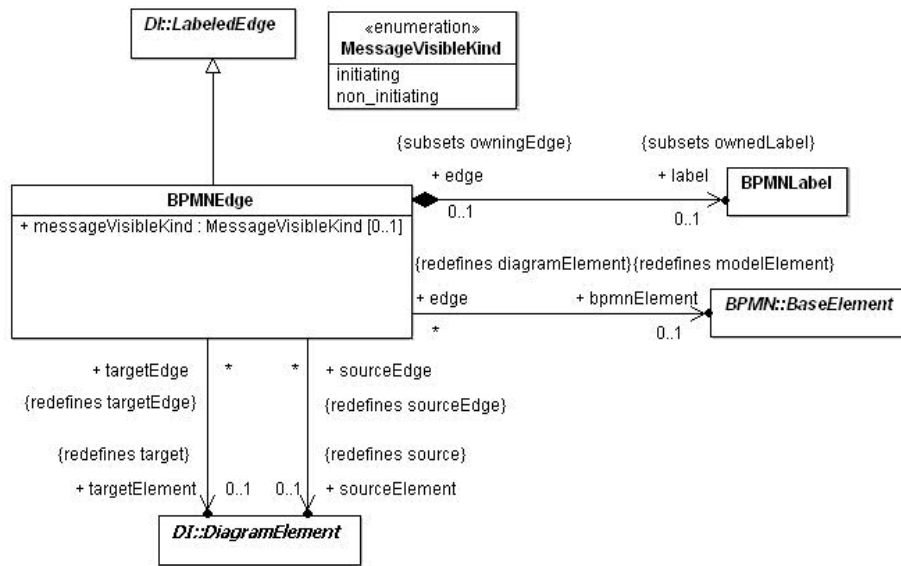 DI::LabeledEdge
«enumeration»
MessageVisibleKind
initiating
non_initiating
{subsets owningEdge}
{subsets ownedLabel}
+ edge
+ label
BPMNLabel
0..1
0..1
BPMNEdge
+ messageVisibleKind : MessageVisibleKind [0..1]
{redefines diagramElement}
{redefines modelElement}
+ edge
+ bpmnElement
BPMN::BaseElement
*
0..1
+ targetEdge
*
*
+ sourceEdge
{redefines targetEdge}
{redefines sourceEdge}
{redefines target}
{redefines source}
+ targetElement
0..1
0..1
+ sourceElement
DI::DiagramElement